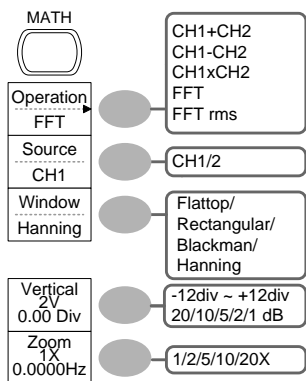 MATH
Operation
FFT
CH1+CH2
CH1-CH2
CH1xCH2
FFT
FFT rms
Source
CH1
CH1/2
Window
Hanning
Flattop/
Rectangular/
Blackman/
Hanning
Vertical
2V
0.00 Div
-12div ~ +12div
20/10/5/2/1 dB
Zoom
1X
0.0000Hz
1/2/5/10/20X